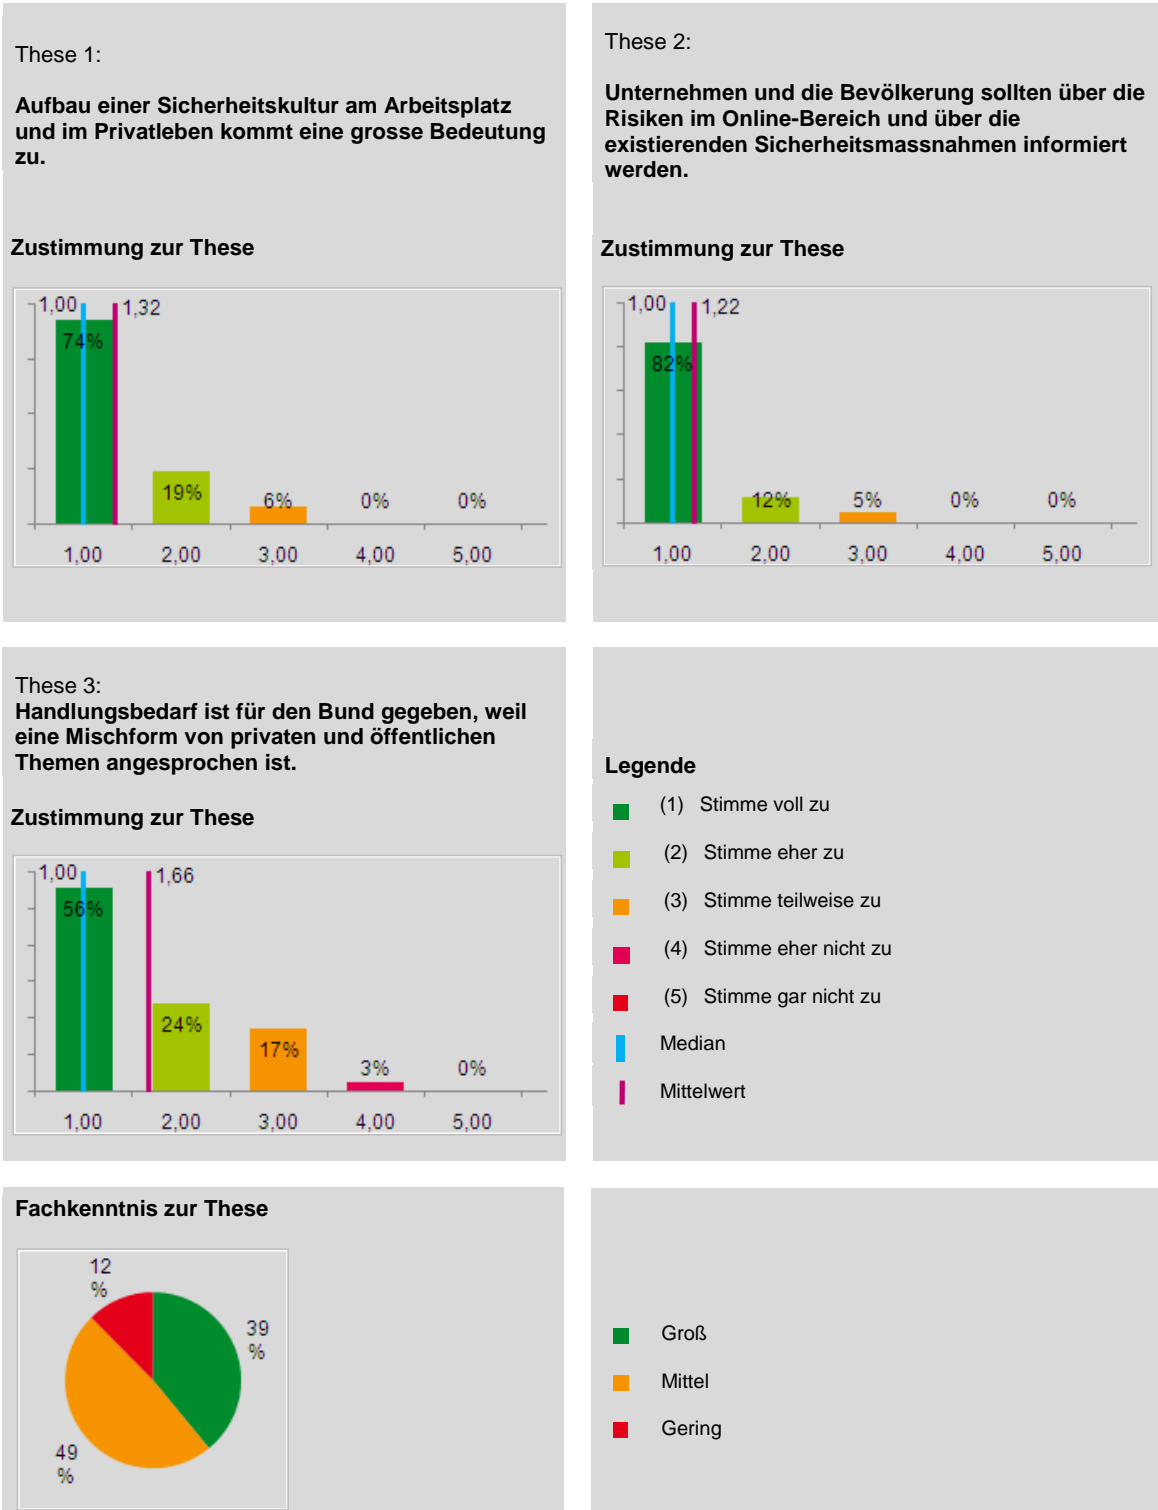 These 1:
Aufbau einer Sicherheitskultur am Arbeitsplatz
und im Privatleben kommt eine grosse Bedeutung
zu.
Zustimmung zur These
1,00
1,32
74%
19%
6%
0%
0%
1,00 2,00 3,00 4,00 5,00
These 2:
Unternehmen und die Bevölkerung sollten über die
Risiken im Online-Bereich und über die
existierenden Sicherheitsmassnahmen informiert
werden.
Zustimmung zur These
1,00
1,22
82%
12%
5%
0%
0%
1,00 2,00 3,00 4,00 5,00
These 3:
Handlungsbedarf ist für den Bund gegeben, weil
eine Mischform von privaten und öffentlichen
Themen angesprochen ist.
Zustimmung zur These
1,00
1,66
56%
24%
17%
3%
0%
1,00 2,00 3,00 4,00 5,00
Legende
(1) Stimme voll zu
(2) Stimme eher zu
(3) Stimme teilweise zu
(4) Stimme eher nicht zu
(5) Stimme gar nicht zu
Median
Mittelwert
Fachkenntnis zur These
12
%
39
%
49
%
Groß
Mittel
Gering